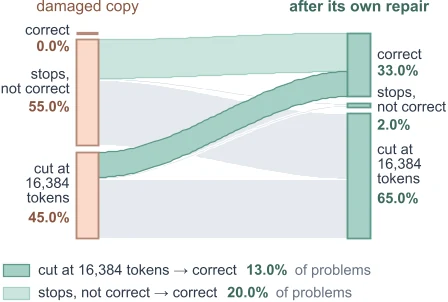 damaged copy
after its own repair
correct
0.0%
stops,
not correct
55.0%
cut at
16,384
tokens
45.0%
correct
33.0%
stops,
not correct
2.0%
cut at
16,384
tokens
65.0%
cut at 16,384 tokens → correct 13.0% of problems
stops, not correct → correct 20.0% of problems